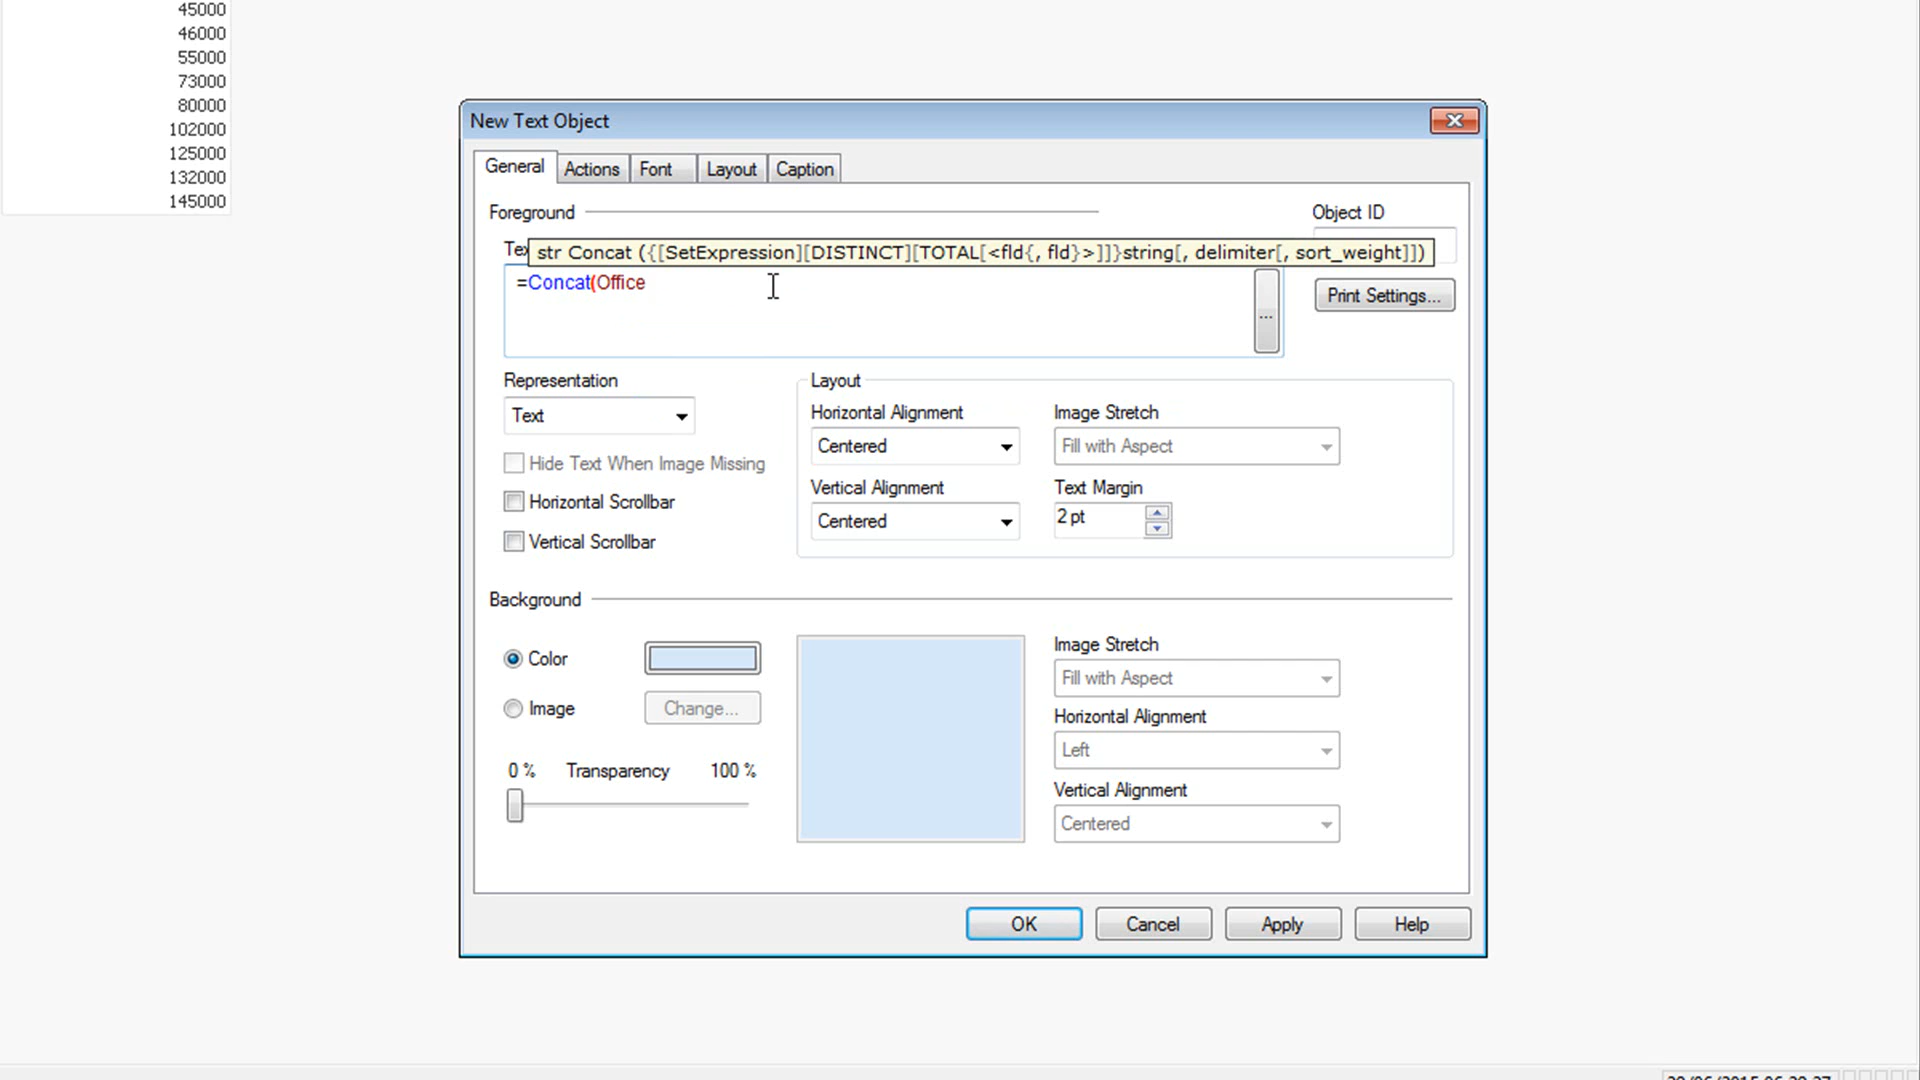 45000
46000
55000
73000
80000
102000
125000
132000
145000
New Text Object
General
Actions
Font
Layout
Caption
Foreground
Object ID
str Concat ({[SetExpression][DISTINCT][TOTAL[<fld{, fld}>]]}string[, delimiter[, sort_weight]])
=Concat(Office
...
Print Settings...
Representation
Text
Hide Text When Image Missing
Horizontal Scrollbar
Vertical Scrollbar
Layout
Horizontal Alignment
Centered
Image Stretch
Fill with Aspect
Vertical Alignment
Centered
Text Margin
2 pt
Background
Color
Image
Change...
0 %
Transparency
100 %
Image Stretch
Fill with Aspect
Horizontal Alignment
Left
Vertical Alignment
Centered
OK
Cancel
Apply
Help